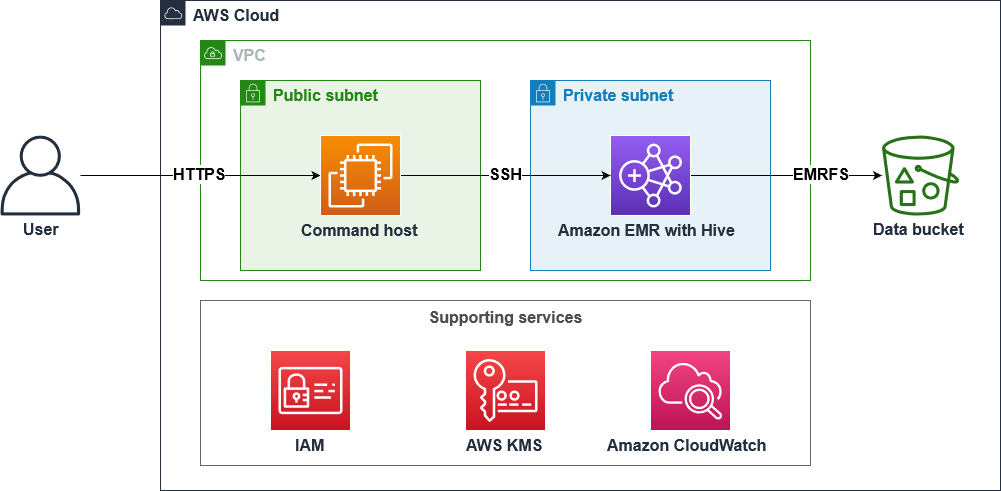 AWS Cloud
VPC
Public subnet
Private subnet
HTTPS
SSH
EMRFS
User
Command host
Amazon EMR with Hive
Data bucket
Supporting services
IAM
AWS KMS
Amazon CloudWatch